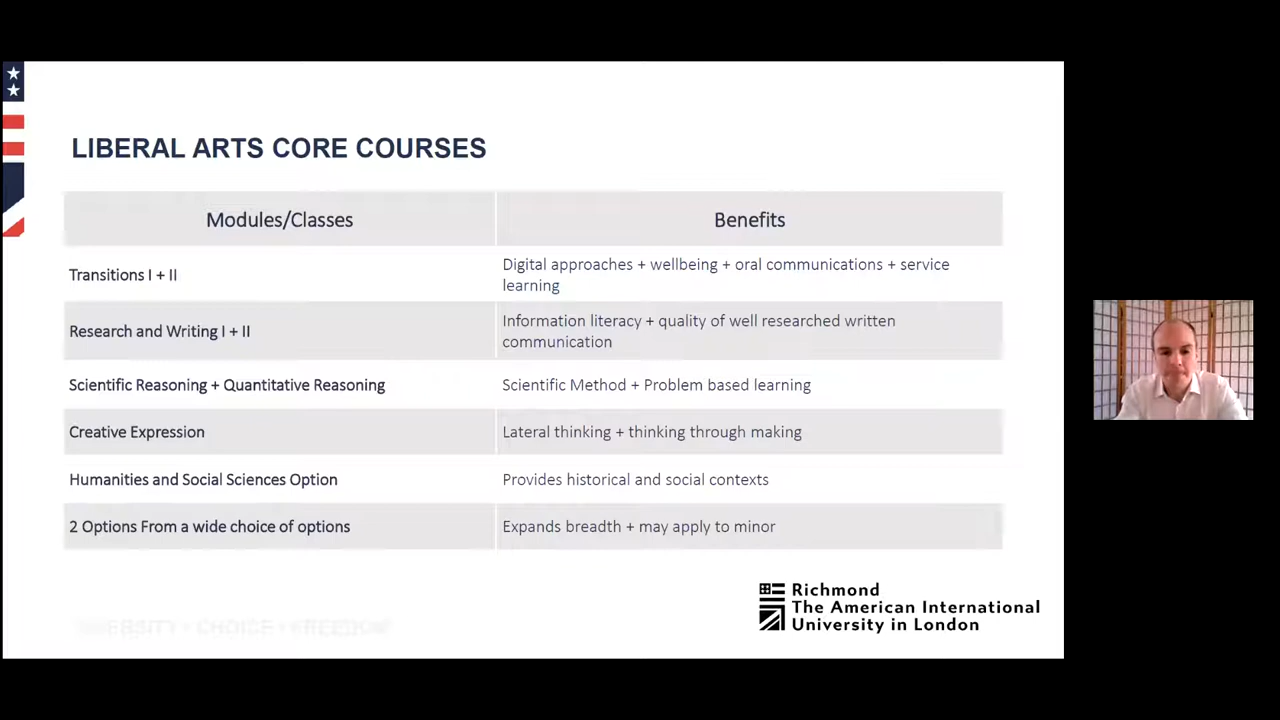 LIBERAL ARTS CORE COURSES
Modules/Classes
Benefits
Transitions I + II
Digital approaches + wellbeing + oral communications + service
learning
Research and Writing I + II
Information literacy + quality of well researched written
communication
Scientific Reasoning + Quantitative Reasoning
Scientific Method + Problem based learning
Creative Expression
Lateral thinking + thinking through making
Humanities and Social Sciences Option
Provides historical and social contexts
2 Options From a wide choice of options
Expands breadth + may apply to minor
Richmond
The American International
University in London